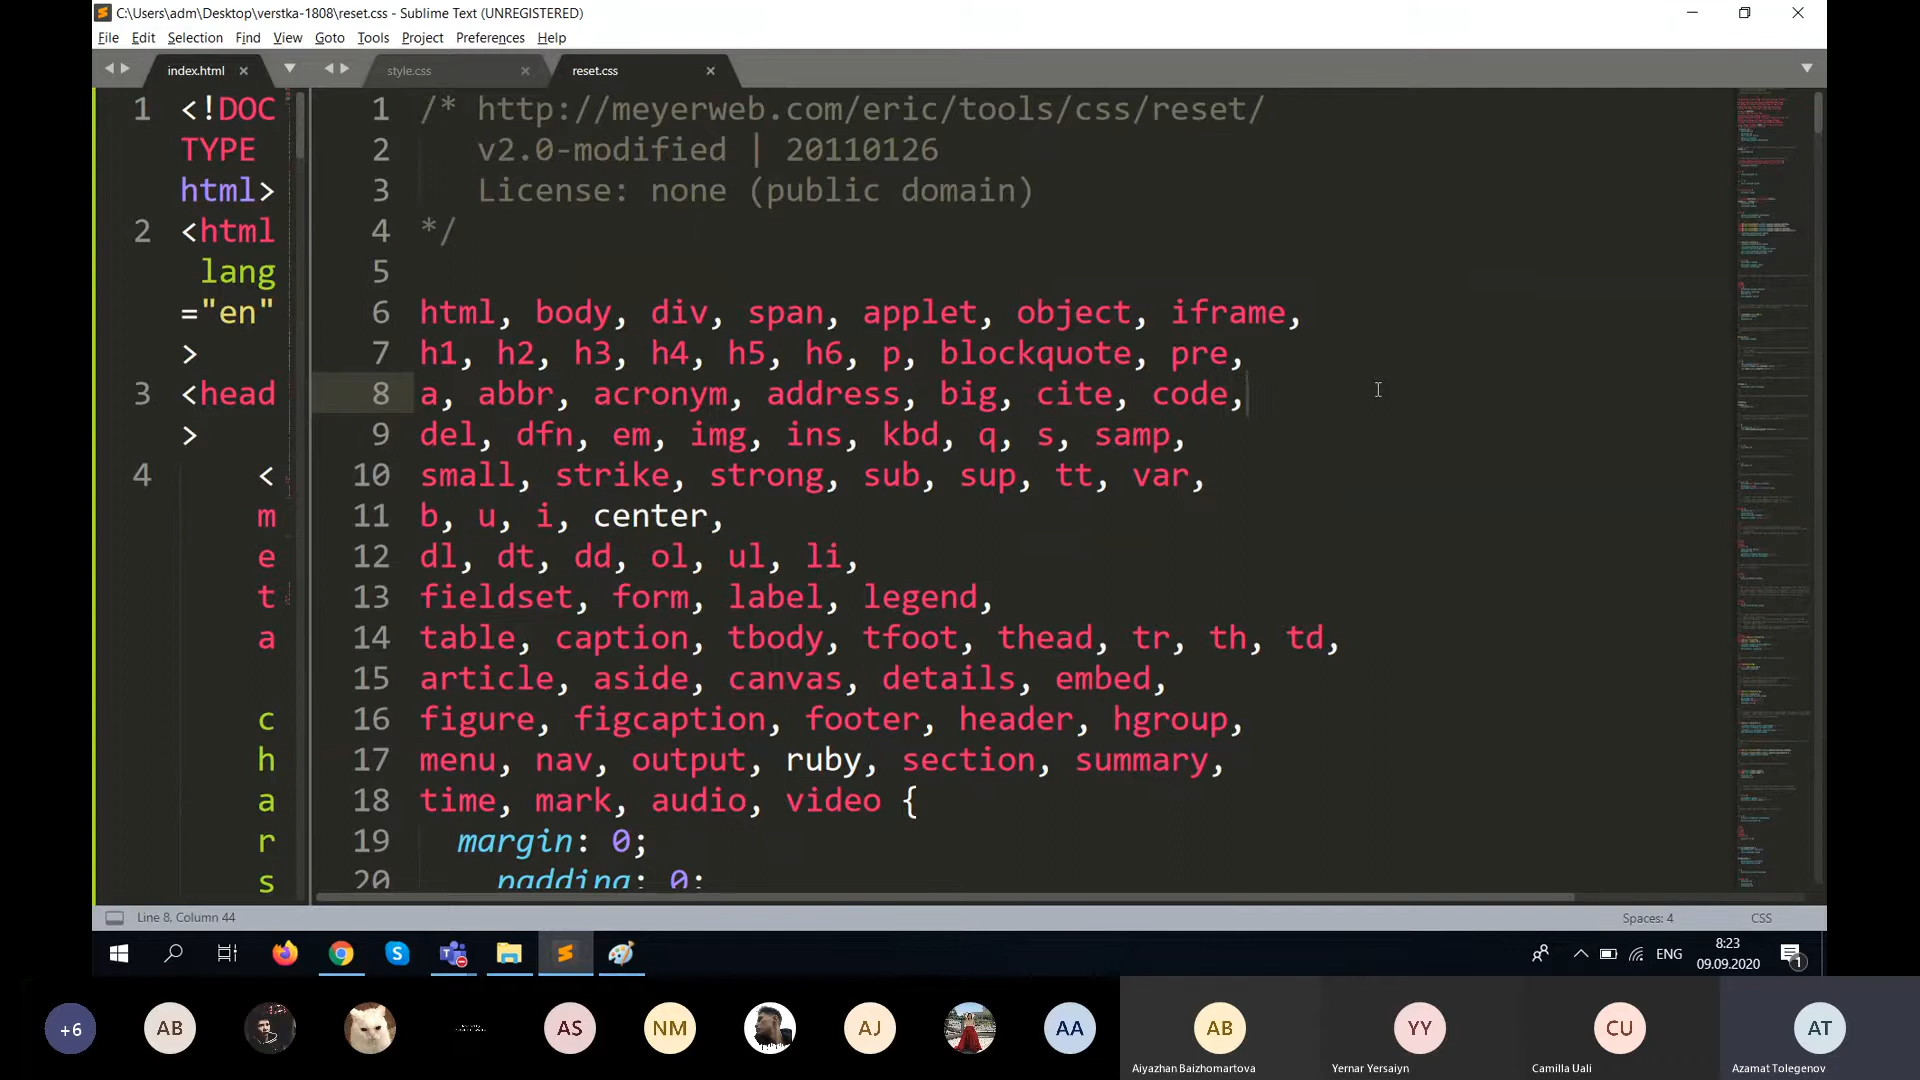 C:\Users\adm\Desktop\verstka-1808\reset.css - Sublime Text (UNREGISTERED)
File Edit Selection Find View Goto Tools Project Preferences Help
index.html
style.css
reset.css
1 <!DOC
TYPE
html>
2 <html
lang
="en"
>
3 <head
>
4 <
m
e
t
a
c
h
a
r
s
1 /* http://meyerweb.com/eric/tools/css/reset/
2 v2.0-modified | 20110126
3 License: none (public domain)
4 */
5
6 html, body, div, span, applet, object, iframe,
7 h1, h2, h3, h4, h5, h6, p, blockquote, pre,
8 a, abbr, acronym, address, big, cite, code,
9 del, dfn, em, img, ins, kbd, q, s, samp,
10 small, strike, strong, sub, sup, tt, var,
11 b, u, i, center,
12 dl, dt, dd, ol, ul, li,
13 fieldset, form, label, legend,
14 table, caption, tbody, tfoot, thead, tr, th, td,
15 article, aside, canvas, details, embed,
16 figure, figcaption, footer, header, hgroup,
17 menu, nav, output, ruby, section, summary,
18 time, mark, audio, video {
19 margin: 0;
20 padding: 0;
Line 8, Column 44
Spaces: 4
CSS
ENG
8:23
09.09.2020
1
+6
AB
AS
NM
AJ
AA
AB
YY
CU
AT
Aiyazhan Baizhomartova
Yernar Yersaiyn
Camilla Uali
Azamat Tolegenov